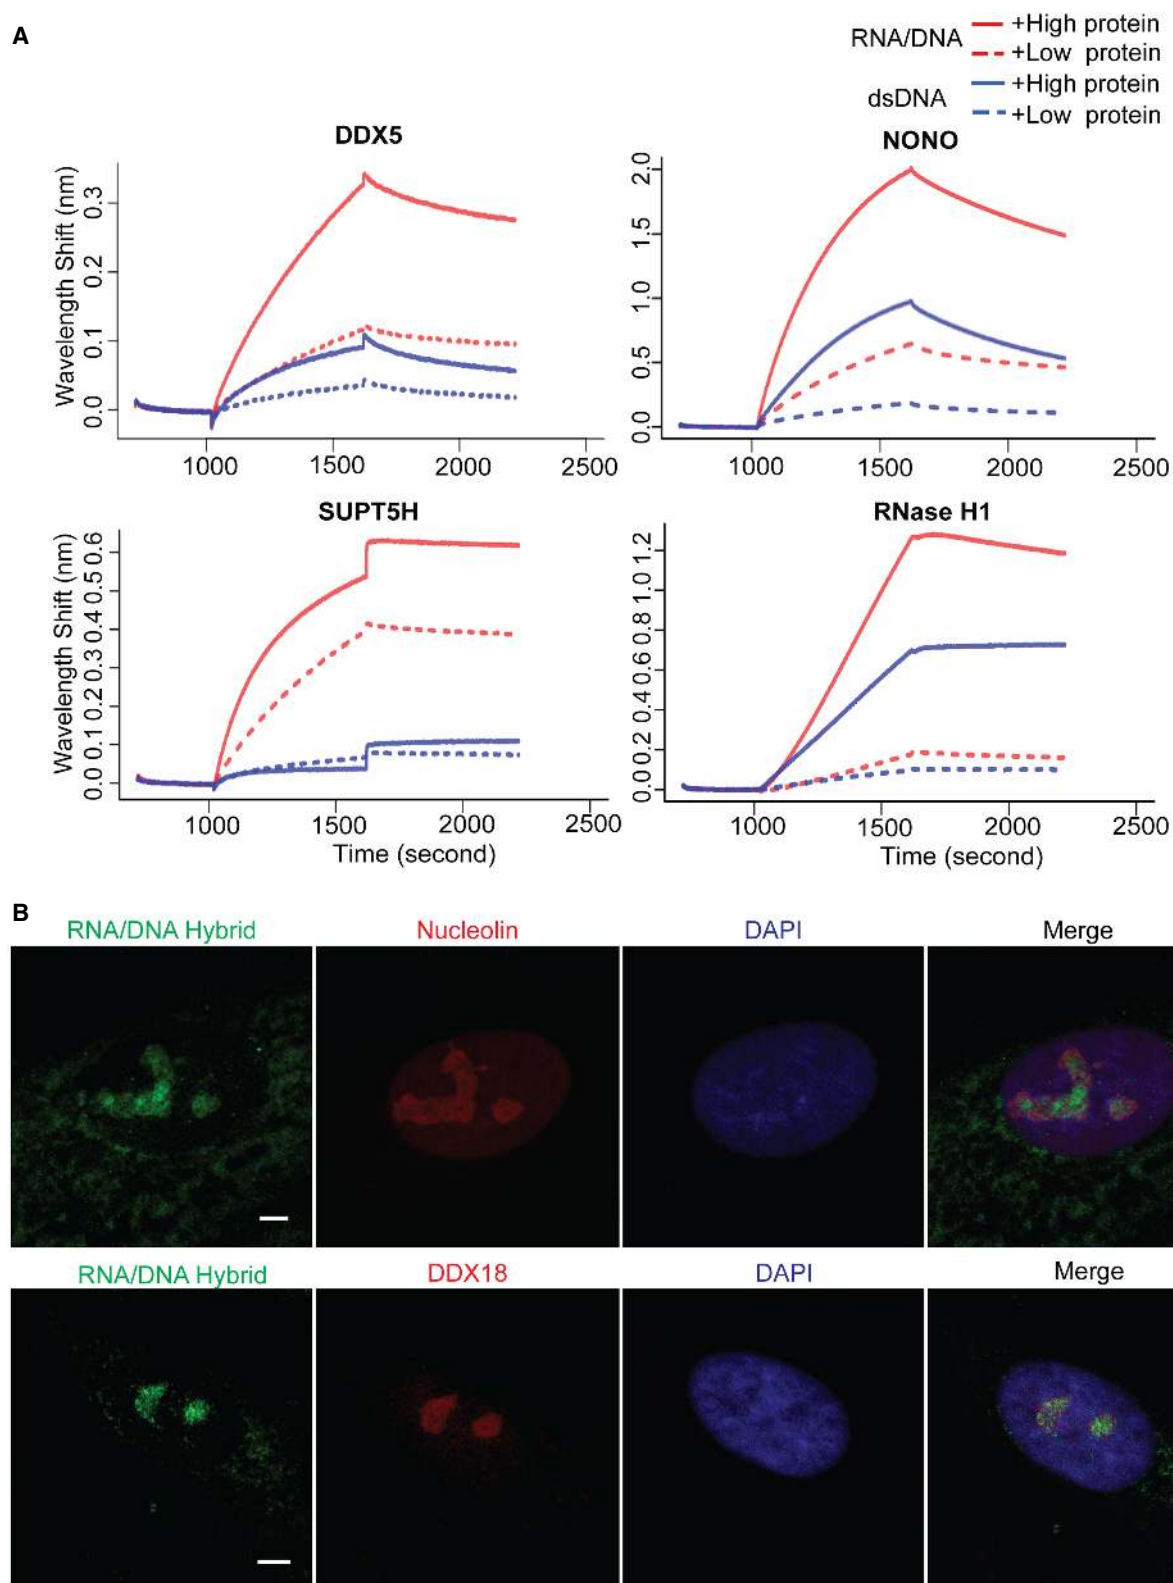 A
RNA/DNA
+High protein
+Low protein
dsDNA
+High protein
+Low protein
DDX5
Wavelength Shift (nm)
0.0 0.1 0.2 0.3
1000 1500 2000 2500
NONO
0.0 0.5 1.0 1.5 2.0
1000 1500 2000 2500
SUPT5H
Wavelength Shift (nm)
0.0 0.1 0.2 0.3 0.4 0.5 0.6
1000 1500 2000 2500
Time (second)
RNase H1
0.0 0.2 0.4 0.6 0.8 1.0 1.2
1000 1500 2000 2500
Time (second)
B
RNA/DNA Hybrid
Nucleolin
DAPI
Merge
RNA/DNA Hybrid
DDX18
DAPI
Merge